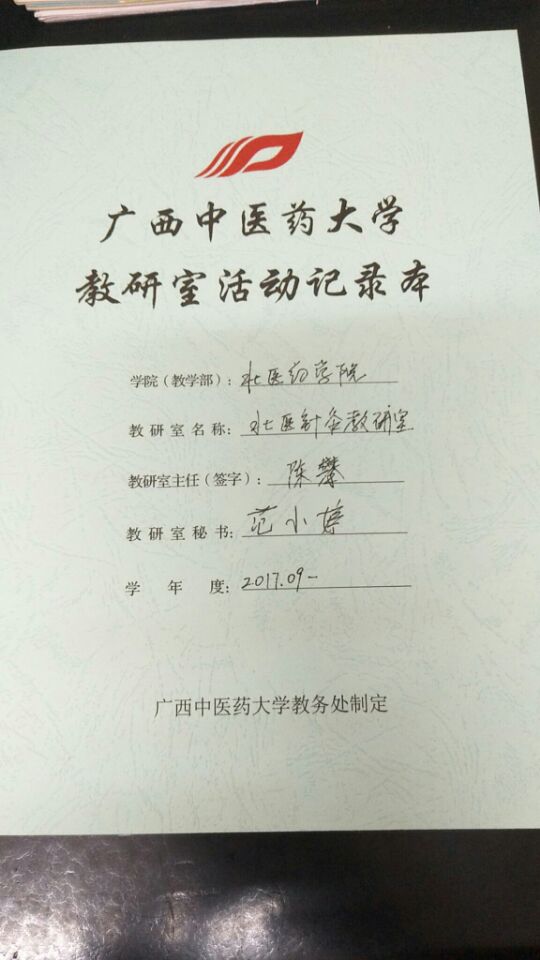 广西中医药大学
教研室活动记录本
学院（教学部）：壮医药学院
教研室名称：壮医针灸教研室
教研室主任（签字）：陈攀
教研室秘书：范小婷
学年度：2017.09—
广西中医药大学教务处制定